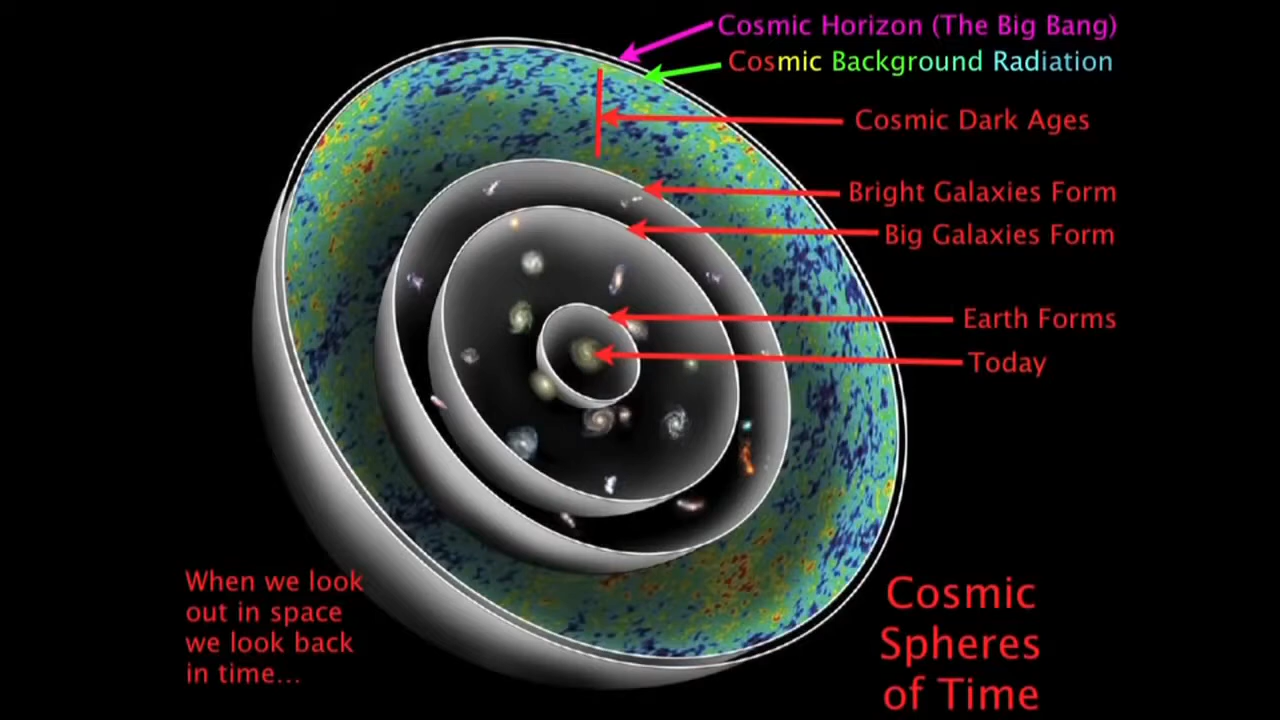 Cosmic Horizon (The Big Bang)
Cosmic Background Radiation
Cosmic Dark Ages
Bright Galaxies Form
Big Galaxies Form
Earth Forms
Today
When we look
out in space
we look back
in time...
Cosmic
Spheres
of Time